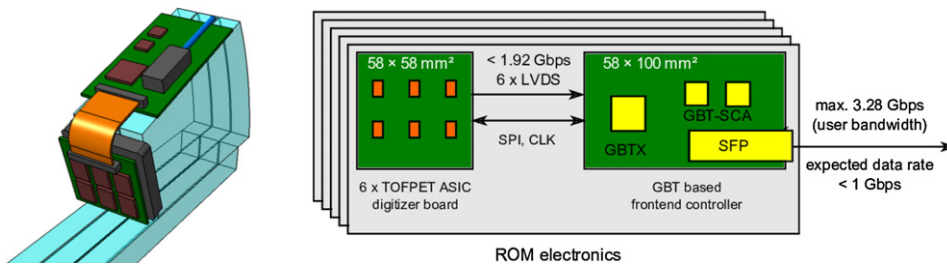 58 × 58 mm²
< 1.92 Gbps
6 x LVDS
SPI, CLK
58 × 100 mm²
GBTX
GBT-SCA
SFP
max. 3.28 Gbps
(user bandwidth)
expected data rate
< 1 Gbps
6 x TOFPET ASIC
digitizer board
GBT based
frontend controller
ROM electronics